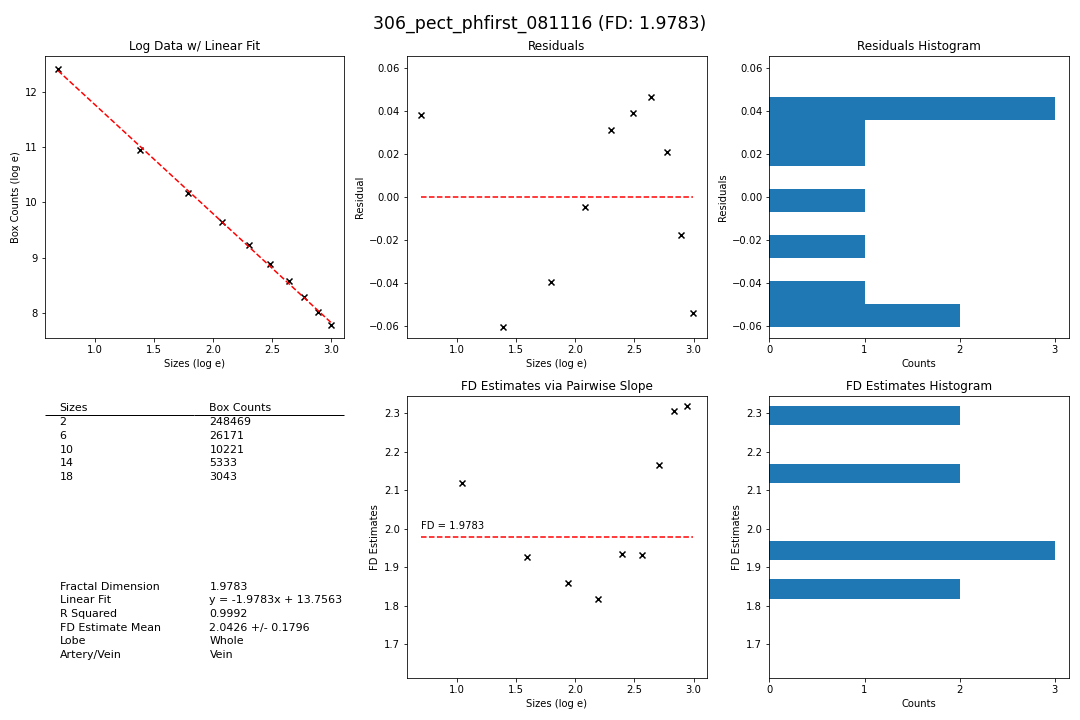 306_pect_phfirst_081116 (FD: 1.9783)
Log Data w/ Linear Fit
12
11
10
9
8
1.0 1.5 2.0 2.5 3.0
Sizes (log e)
Box Counts (log e)
Residuals
0.06
0.04
0.02
0.00
−0.02
−0.04
−0.06
1.0 1.5 2.0 2.5 3.0
Sizes (log e)
Residual
Residuals Histogram
0.06
0.04
0.02
0.00
−0.02
−0.04
−0.06
0 1 2 3
Counts
Residuals
Sizes Box Counts
2 248469
6 26171
10 10221
14 5333
18 3043
Fractal Dimension 1.9783
Linear Fit y = -1.9783x + 13.7563
R Squared 0.9992
FD Estimate Mean 2.0426 +/- 0.1796
Lobe Whole
Artery/Vein Vein
FD Estimates via Pairwise Slope
2.3
2.2
2.1
2.0
1.9
1.8
1.7
FD = 1.9783
1.0 1.5 2.0 2.5 3.0
Sizes (log e)
FD Estimates
FD Estimates Histogram
2.3
2.2
2.1
2.0
1.9
1.8
1.7
0 1 2 3
Counts
FD Estimates